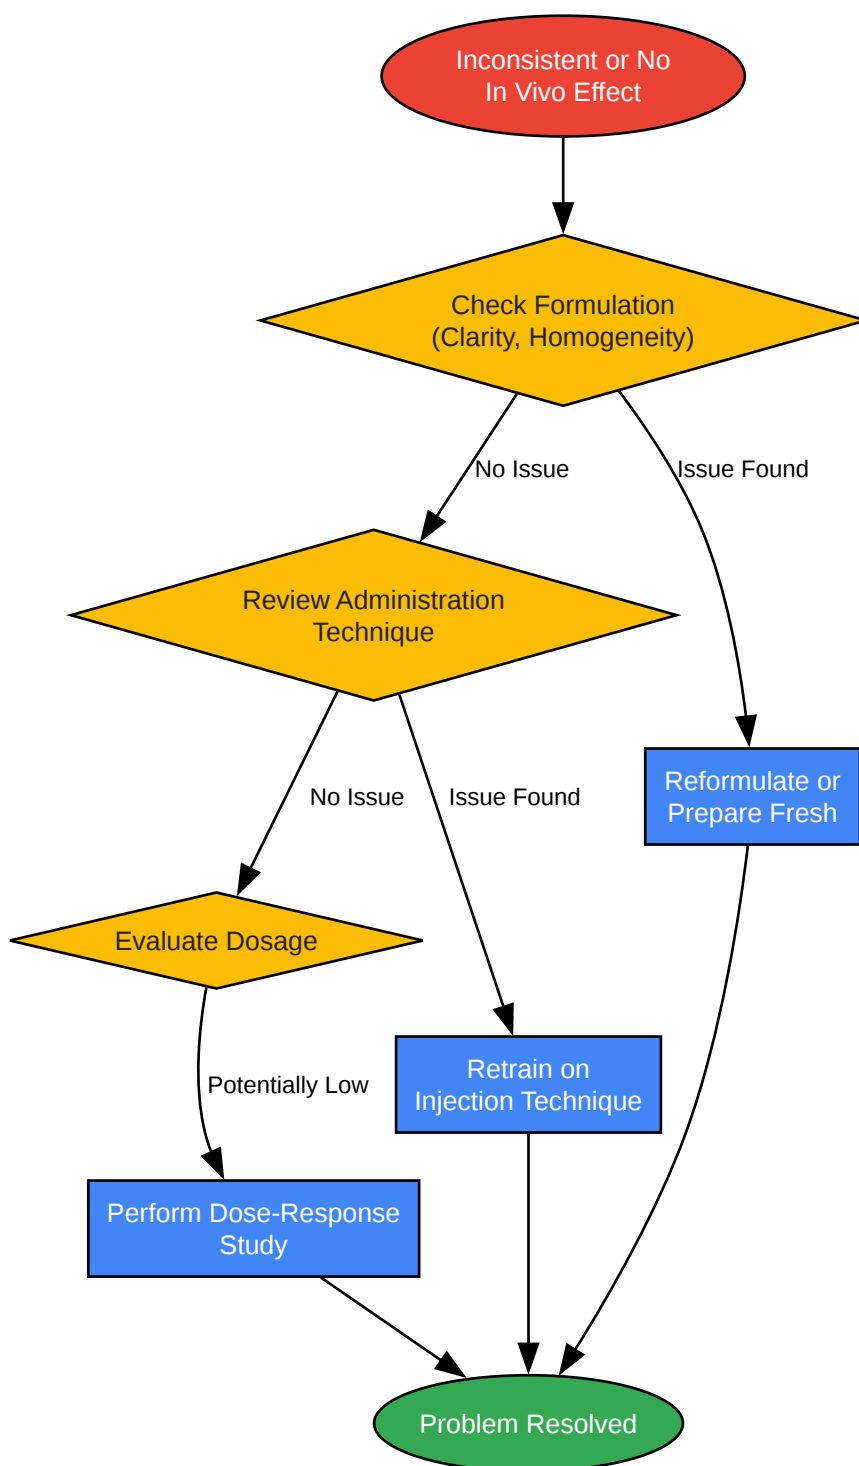 Inconsistent or No
In Vivo Effect
Check Formulation
(Clarity, Homogeneity)
No Issue
Issue Found
Review Administration
Technique
Reformulate or
Prepare Fresh
No Issue
Issue Found
Evaluate Dosage
Retrain on
Injection Technique
Potentially Low
Perform Dose-Response
Study
Problem Resolved